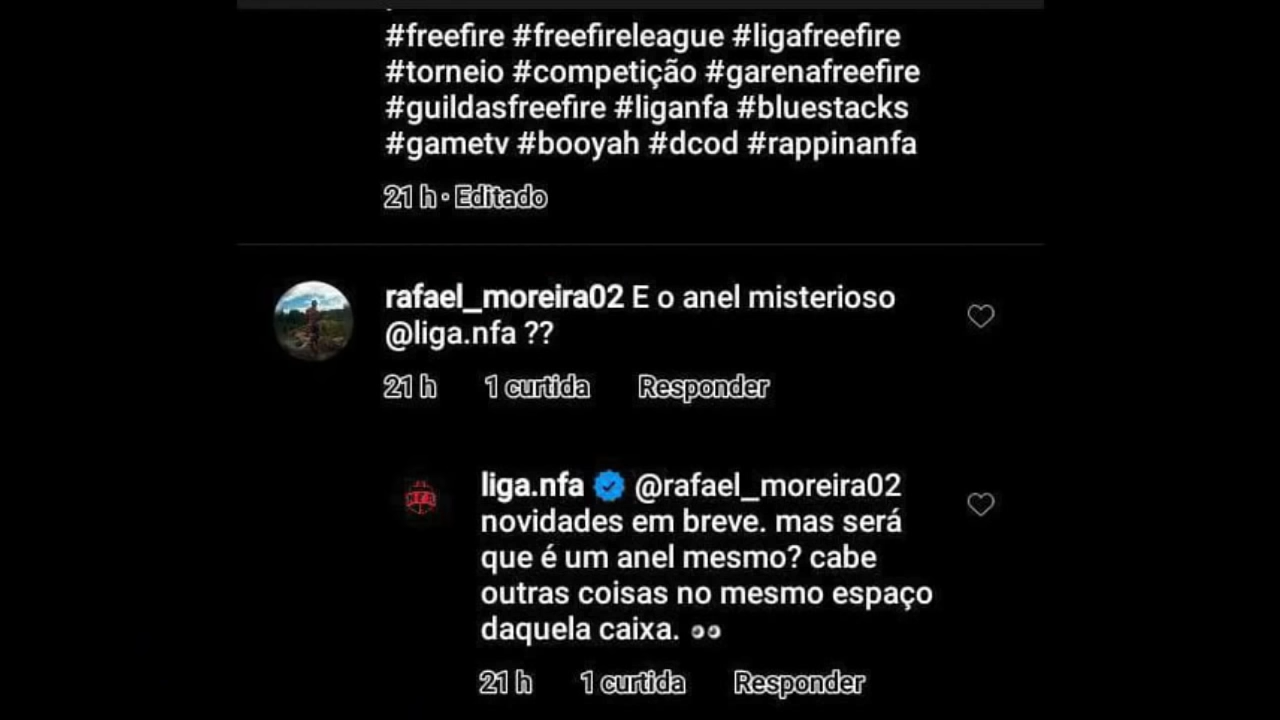 #freefire #freefireleague #ligafreefire
#torneio #competição #garenafreefire
#guildasfreefire #liganfa #bluestacks
#gametv #booyah #dcod #rappinanfa
21 h • Editado
rafael_moreira02 E o anel misterioso
@liga.nfa ??
21 h 1 curtida Responder
NFA
liga.nfa @rafael_moreira02
novidades em breve. mas será
que é um anel mesmo? cabe
outras coisas no mesmo espaço
daquela caixa. 👀
21 h 1 curtida Responder